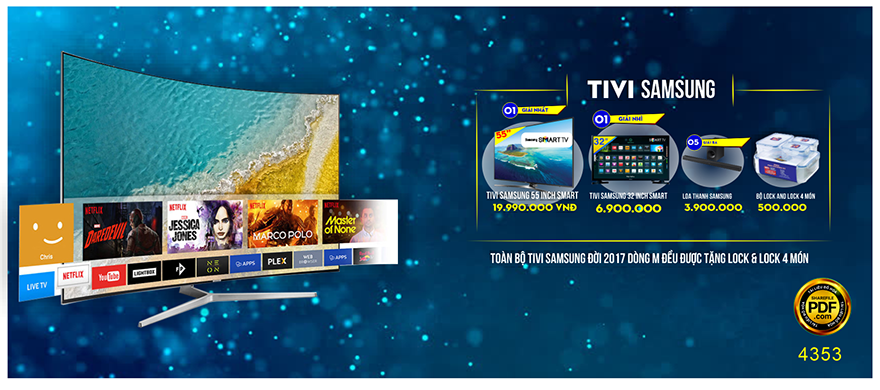 TIVI SAMSUNG
01 GIẢI NHẤT
01 GIẢI NHÌ
05 GIẢI BA
55"
Samsung SMART TV
32"
TIVI SAMSUNG 55 INCH SMART
19.990.000 VNĐ
TIVI SAMSUNG 32 INCH SMART
6.900.000
LOA THANH SAMSUNG
3.900.000
BỘ LOCK AND LOCK 4 MÓN
500.000
TOÀN BỘ TIVI SAMSUNG ĐỜI 2017 DÒNG M ĐỀU ĐƯỢC TẶNG LOCK & LOCK 4 MÓN
Chris
NETFLIX
DAREDEVIL
NETFLIX
JESSICA
JONES
NETFLIX
MARCO POLO
NETFLIX
Master
of None
LIVE TV
NETFLIX
YouTube
LIGHTBOX
NEON
APPS
PLEX
WEB
BROWSER
APPS
SHAREFILE
PDF
.com
4353